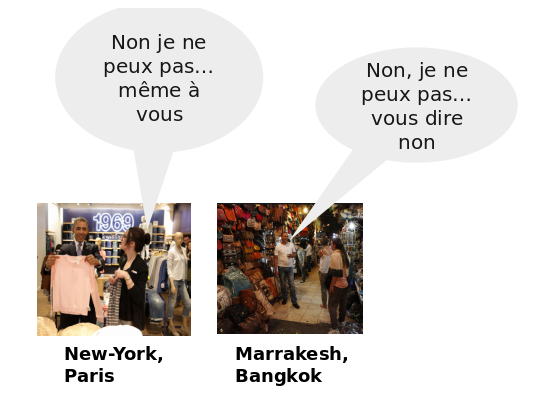 Non je ne
peux pas...
même à
vous
Non, je ne
peux pas...
vous dire
non
1969
New-York,
Paris
Marrakesh,
Bangkok